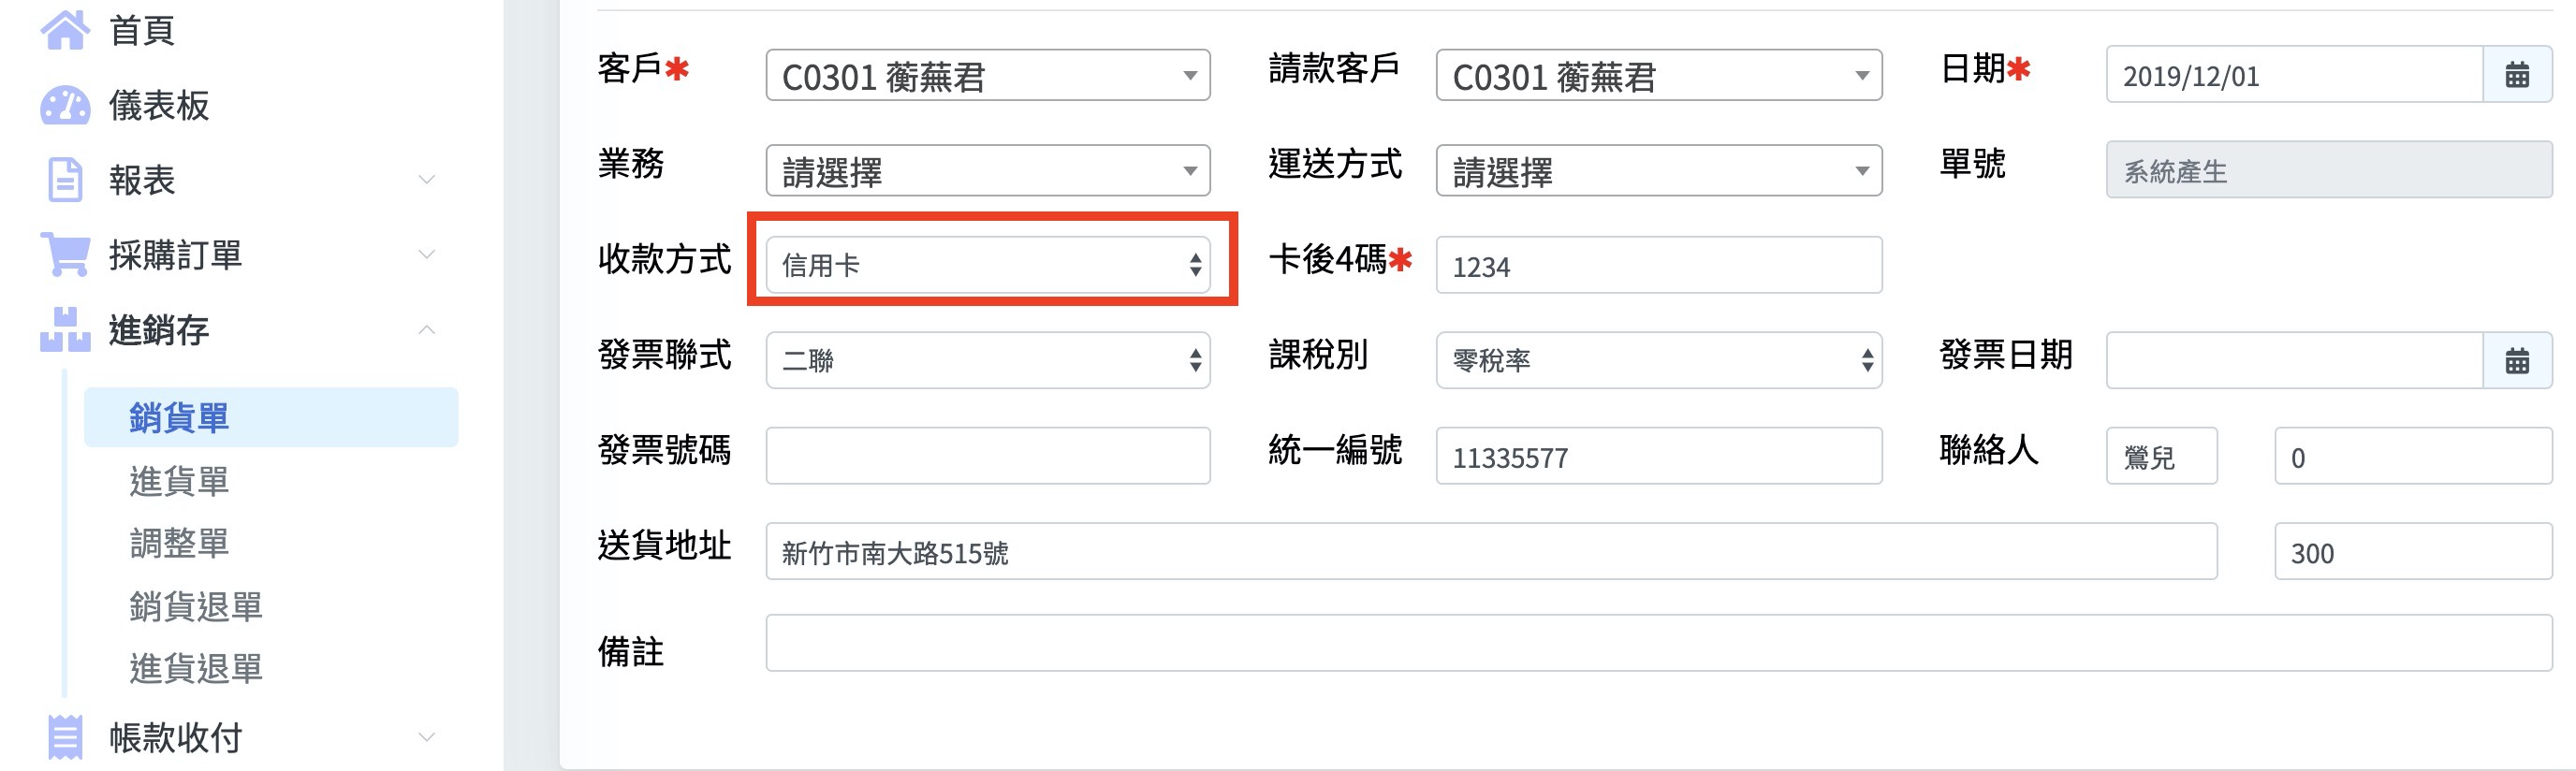 首頁
儀表板
報表
採購訂單
進銷存
銷貨單
進貨單
調整單
銷貨退單
進貨退單
帳款收付
客戶✱ C0301 蘅蕪君 請款客戶 C0301 蘅蕪君 日期✱ 2019/12/01
業務 請選擇 運送方式 請選擇 單號 系統產生
收款方式 信用卡 卡後4碼✱ 1234
發票聯式 二聯 課稅別 零稅率 發票日期
發票號碼 統一編號 11335577 聯絡人 鶯兒 0
送貨地址 新竹市南大路515號 300
備註